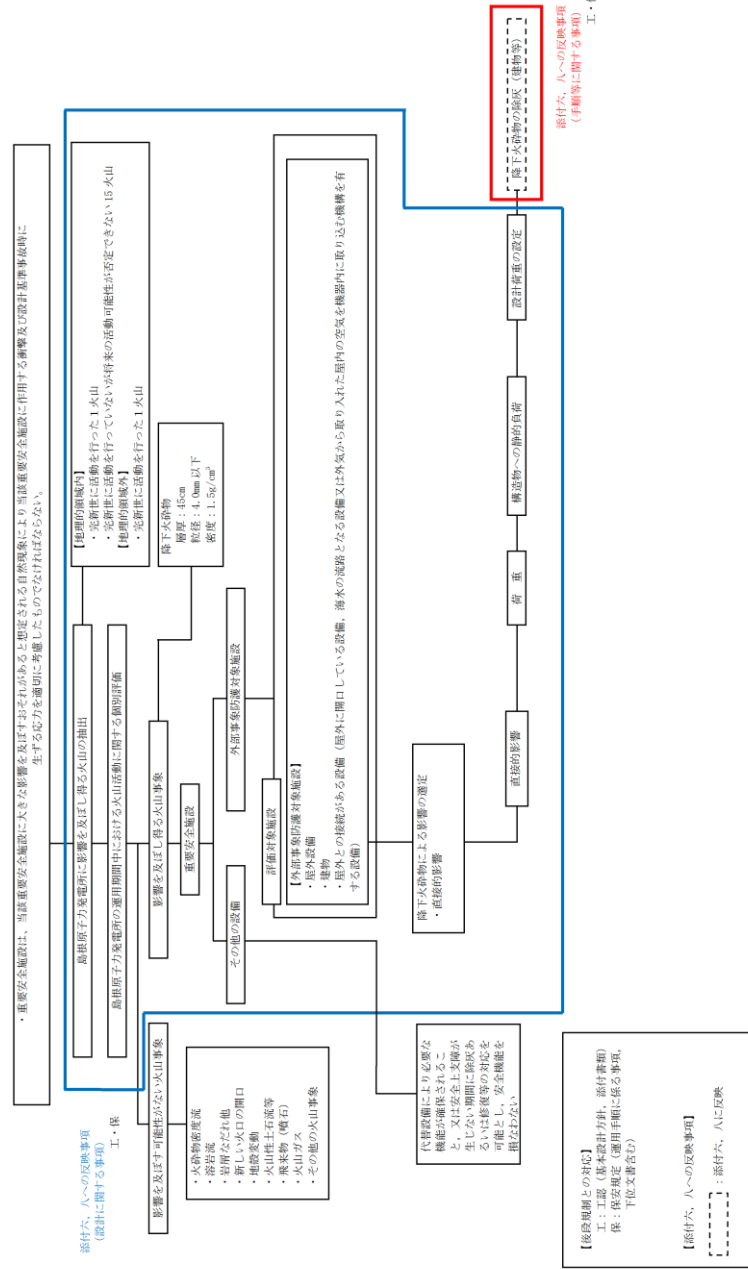 ・重要安全施設は、当該重要安全施設に大きな影響を及ぼすおそれがあると想定される自然現象により当該重要安全施設に作用する衝撃及び設計基準事故時に
生ずる応力を適切に考慮したものでなければならない。
添付六，八への反映事項
（設計に関する事項）
工・保
島根原子力発電所に影響を及ぼし得る火山の抽出
【地理的領域内】
・完新世に活動を行った1火山
・完新世に活動を行っていないが将来の活動可能性が否定できない15火山
【地理的領域外】
・完新世に活動を行った1火山
島根原子力発電所の運用期間中における火山活動に関する個別評価
影響を及ぼす可能性がない火山事象
・火砕物密度流
・溶岩流
・岩屑なだれ他
・新しい火口の開口
・地殻変動
・火山性土石流等
・飛来物（噴石）
・火山ガス
・その他の火山事象
影響を及ぼし得る火山事象
降下火砕物
層厚：45cm
粒径：4.0mm以下
密度：1.5g/cm³
重要安全施設
その他の設備
外部事象防護対象施設
評価対象施設
【外部事象防護対象施設】
・屋外設備
・建物
・屋外との接続がある設備（屋外に開口している設備，海水の流路となる設備又は外気から取り入れた屋内の空気を機器内に取り込む機構を有
する設備）
代替設備により必要な
機能が確保されるこ
と，又は安全上支障が
生じない期間に除灰あ
るいは修復等の対応を
可能とし，安全機能を
損なわない
降下火砕物による影響の選定
・直接的影響
直接的影響
荷　重
構造物への静的負荷
設計荷重の設定
降下火砕物の除灰（建物等）
添付六，八への反映事項
（手順等に関する事項）
【後段規制との対応】
工：工認（基本設計方針，添付書類）
保：保安規定（運用手順に係る事項，
下位文書含む）
【添付六，八への反映事項】
：添付六，八に反映